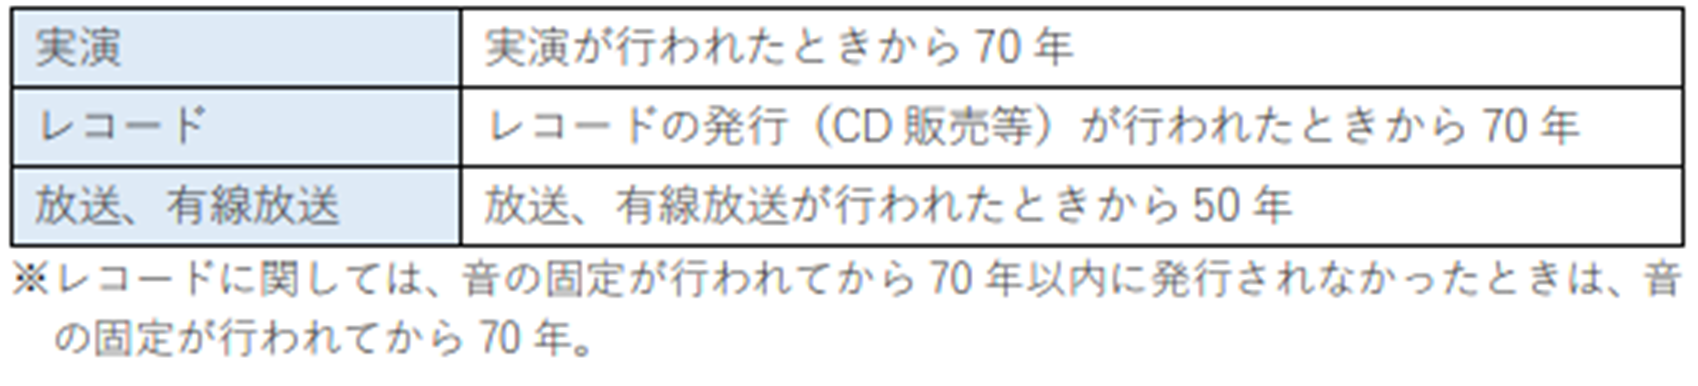 実演 実演が行われたときから 70 年
レコード レコードの発行（CD 販売等）が行われたときから 70 年
放送、有線放送 放送、有線放送が行われたときから 50 年
※レコードに関しては、音の固定が行われてから 70 年以内に発行されなかったときは、音
の固定が行われてから 70 年。